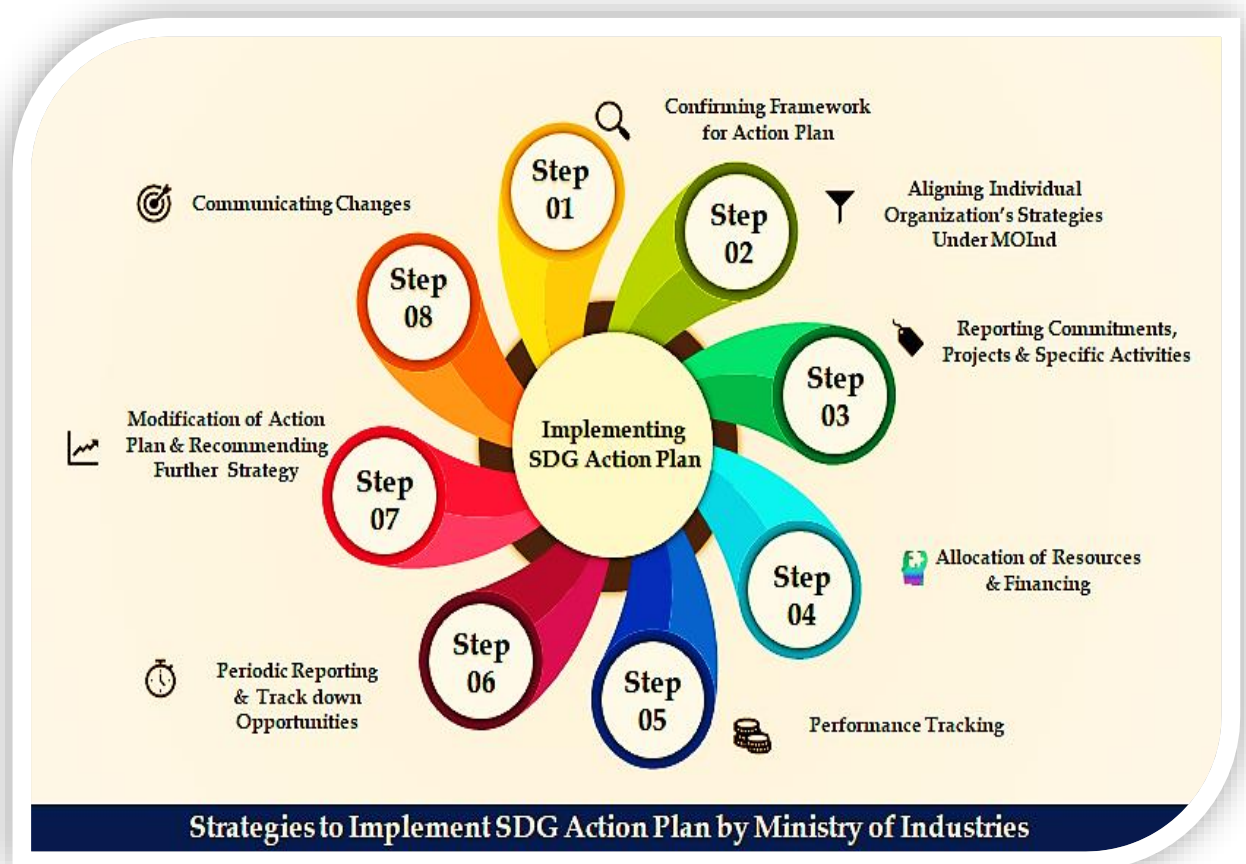 Step
01
Confirming Framework
for Action Plan
Step
02
Aligning Individual
Organization's Strategies
Under MOInd
Step
03
Reporting Commitments,
Projects & Specific Activities
Step
04
Allocation of Resources
& Financing
Step
05
Performance Tracking
Step
06
Periodic Reporting
& Track down
Opportunities
Step
07
Modification of Action
Plan & Recommending
Further Strategy
Step
08
Communicating Changes
Implementing
SDG Action Plan
Strategies to Implement SDG Action Plan by Ministry of Industries